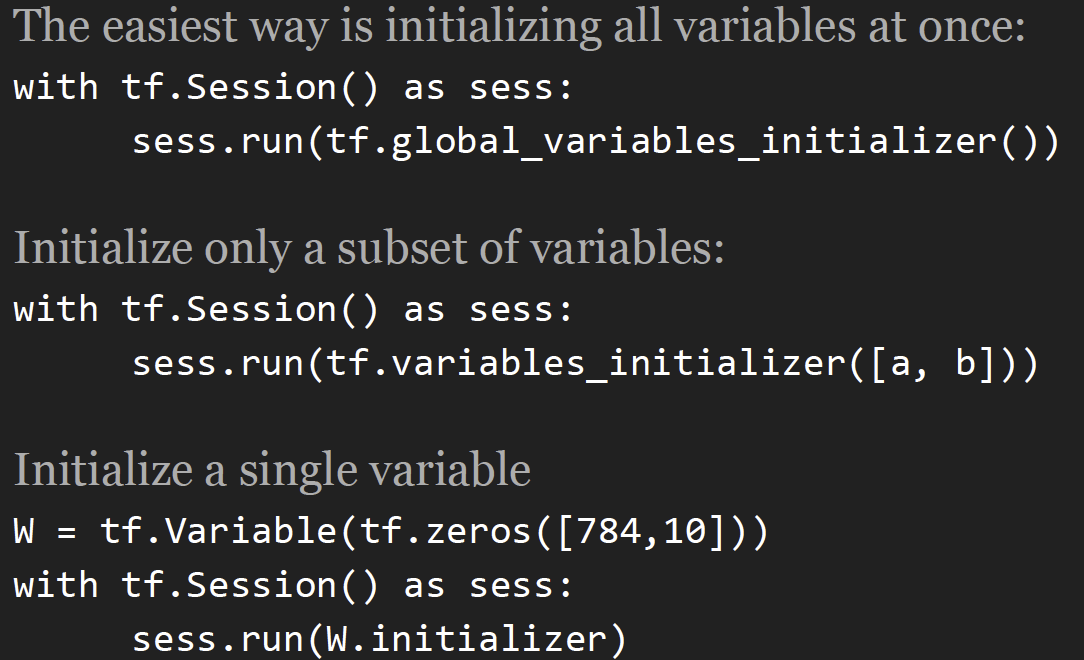 The easiest way is initializing all variables at once:
with tf.Session() as sess:
     sess.run(tf.global_variables_initializer())
Initialize only a subset of variables:
with tf.Session() as sess:
     sess.run(tf.variables_initializer([a, b]))
Initialize a single variable
W = tf.Variable(tf.zeros([784,10]))
with tf.Session() as sess:
     sess.run(W.initializer)